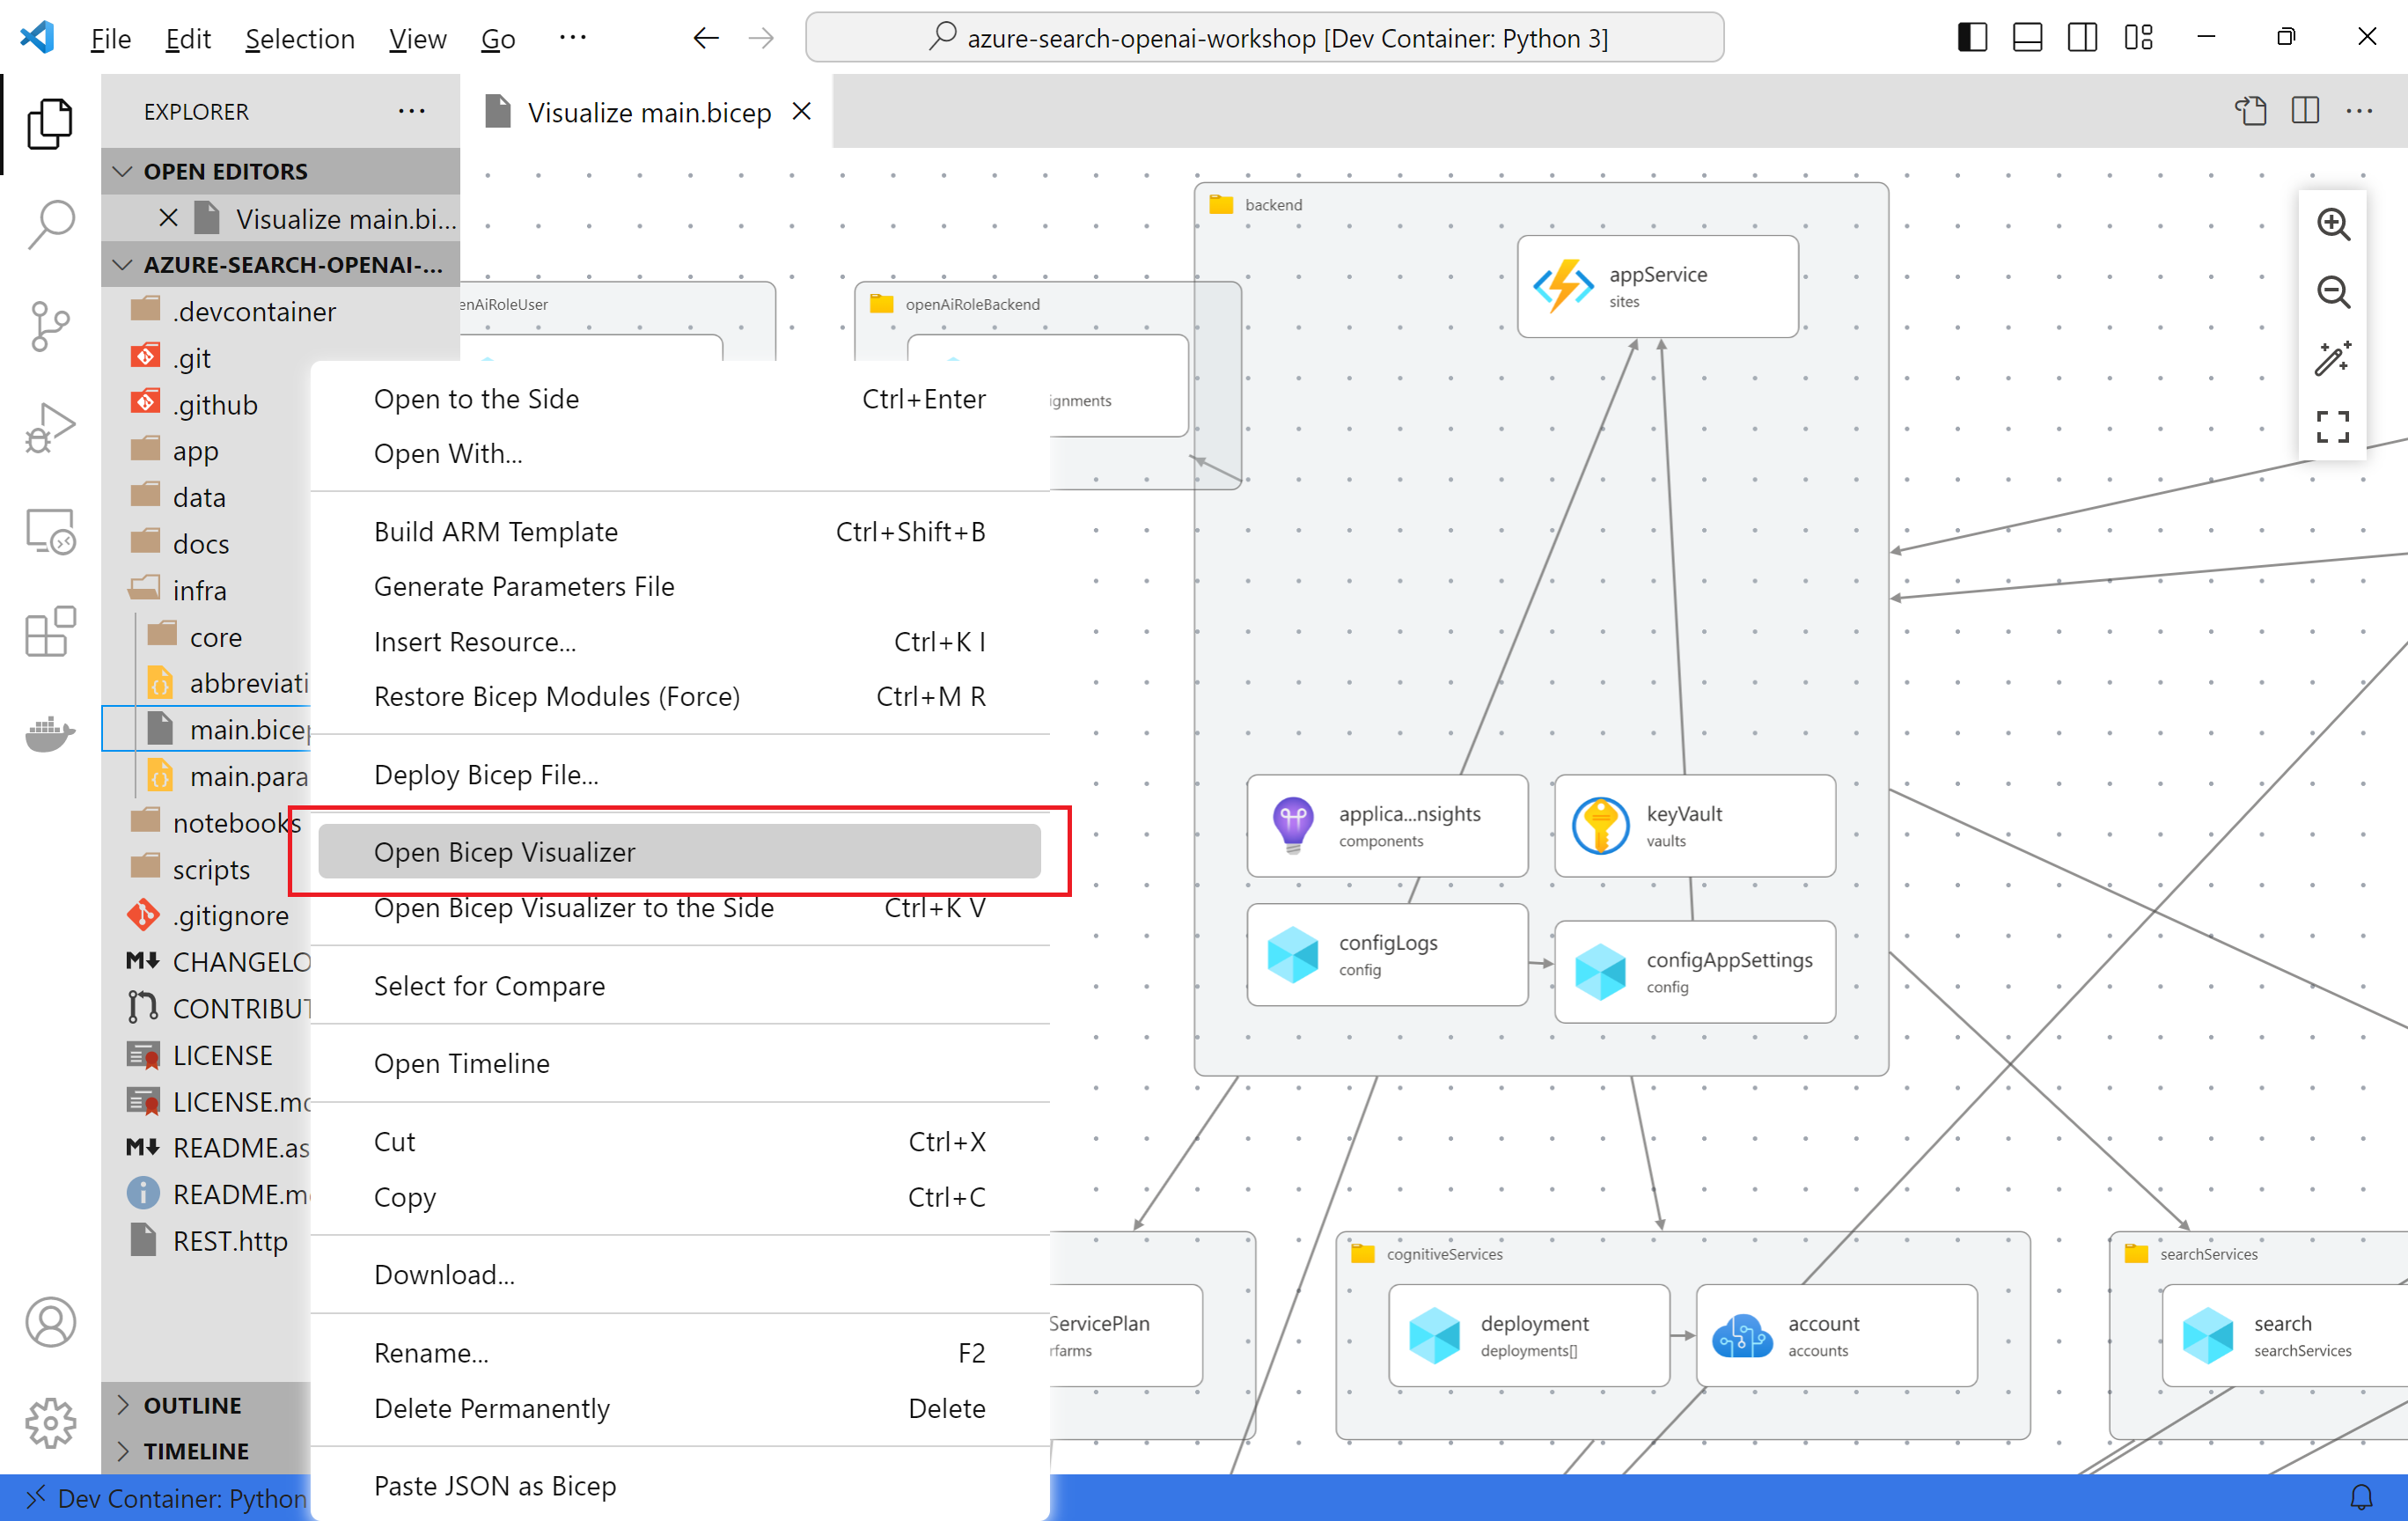 File Edit Selection View Go ···
azure-search-openai-workshop [Dev Container: Python 3]
EXPLORER
Visualize main.bicep
OPEN EDITORS
Visualize main.bi...
AZURE-SEARCH-OPENAI-...
.devcontainer
.git
.github
app
data
docs
infra
core
abbreviati
main.bicep
main.para
notebooks
scripts
.gitignore
CHANGELO
CONTRIBUT
LICENSE
LICENSE.md
README.as
README.md
REST.http
OUTLINE
TIMELINE
Dev Container: Python
Open to the Side Ctrl+Enter
Open With...
Build ARM Template Ctrl+Shift+B
Generate Parameters File
Insert Resource... Ctrl+K I
Restore Bicep Modules (Force) Ctrl+M R
Deploy Bicep File...
Open Bicep Visualizer
Open Bicep Visualizer to the Side Ctrl+K V
Select for Compare
Open Timeline
Cut Ctrl+X
Copy Ctrl+C
Download...
Rename... F2
Delete Permanently Delete
Paste JSON as Bicep
enAiRoleUser
openAiRoleBackend
ignments
backend
appService
sites
applica...nsights
components
keyVault
vaults
configLogs
config
configAppSettings
config
ServicePlan
rfarms
cognitiveServices
deployment
deployments[]
account
accounts
searchServices
search
searchServices